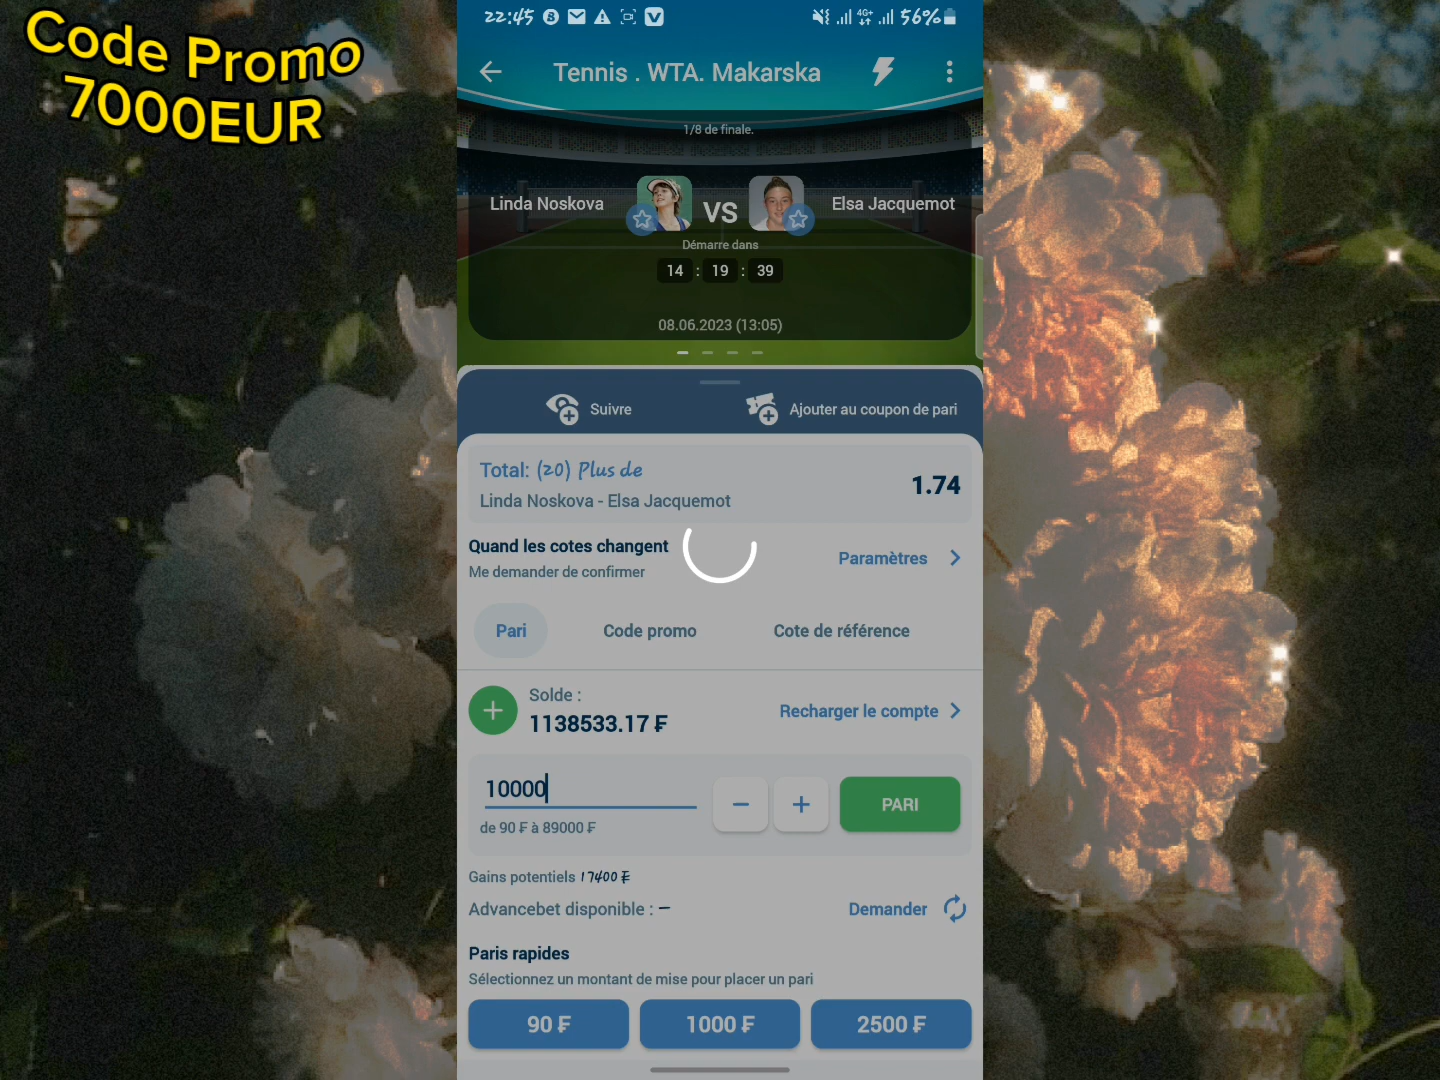 Code Promo
7000EUR
22:45 4G+ 56%
Tennis . WTA. Makarska
1/8 de finale.
Linda Noskova VS Elsa Jacquemot
Démarre dans
14 : 19 : 39
08.06.2023 (13:05)
Suivre Ajouter au coupon de pari
Total: (20) Plus de
1.74
Linda Noskova - Elsa Jacquemot
Quand les cotes changent
Me demander de confirmer
Paramètres
Pari Code promo Cote de référence
Solde :
1138533.17 ₣
Recharger le compte
10000
PARI
de 90 ₣ à 89000 ₣
Gains potentiels 17400 ₣
Advancebet disponible : – Demander
Paris rapides
Sélectionnez un montant de mise pour placer un pari
90 ₣ 1000 ₣ 2500 ₣